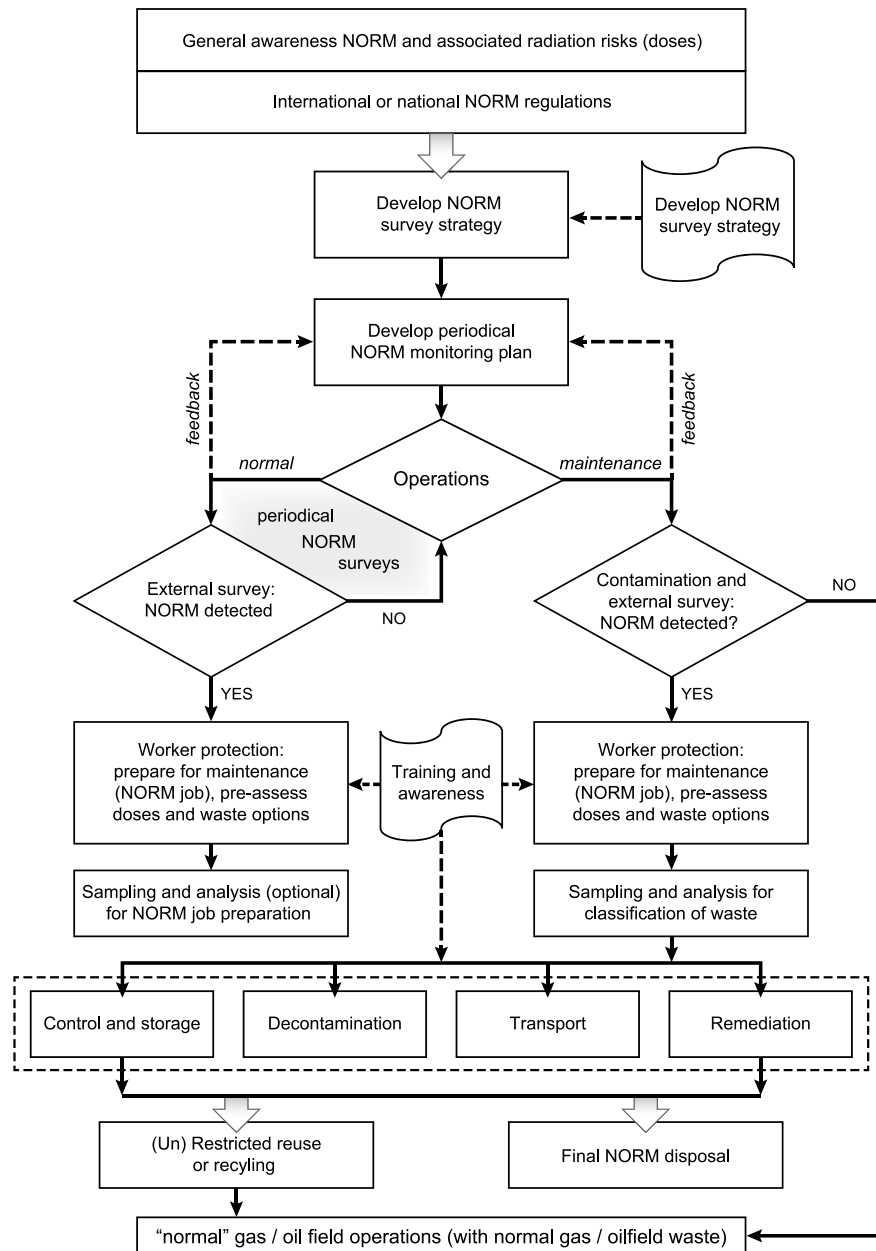 General awareness NORM and associated radiation risks (doses)
International or national NORM regulations
Develop NORM
survey strategy
Develop NORM
survey strategy
Develop periodical
NORM monitoring plan
feedback
feedback
normal
Operations
maintenance
periodical
NORM
surveys
External survey:
NORM detected
NO
Contamination and
external survey:
NORM detected?
NO
YES
YES
Worker protection:
prepare for maintenance
(NORM job), pre-assess
doses and waste options
Training and
awareness
Worker protection:
prepare for maintenance
(NORM job), pre-assess
doses and waste options
Sampling and analysis (optional)
for NORM job preparation
Sampling and analysis for
classification of waste
Control and storage
Decontamination
Transport
Remediation
(Un) Restricted reuse
or recyling
Final NORM disposal
“normal” gas / oil field operations (with normal gas / oilfield waste)